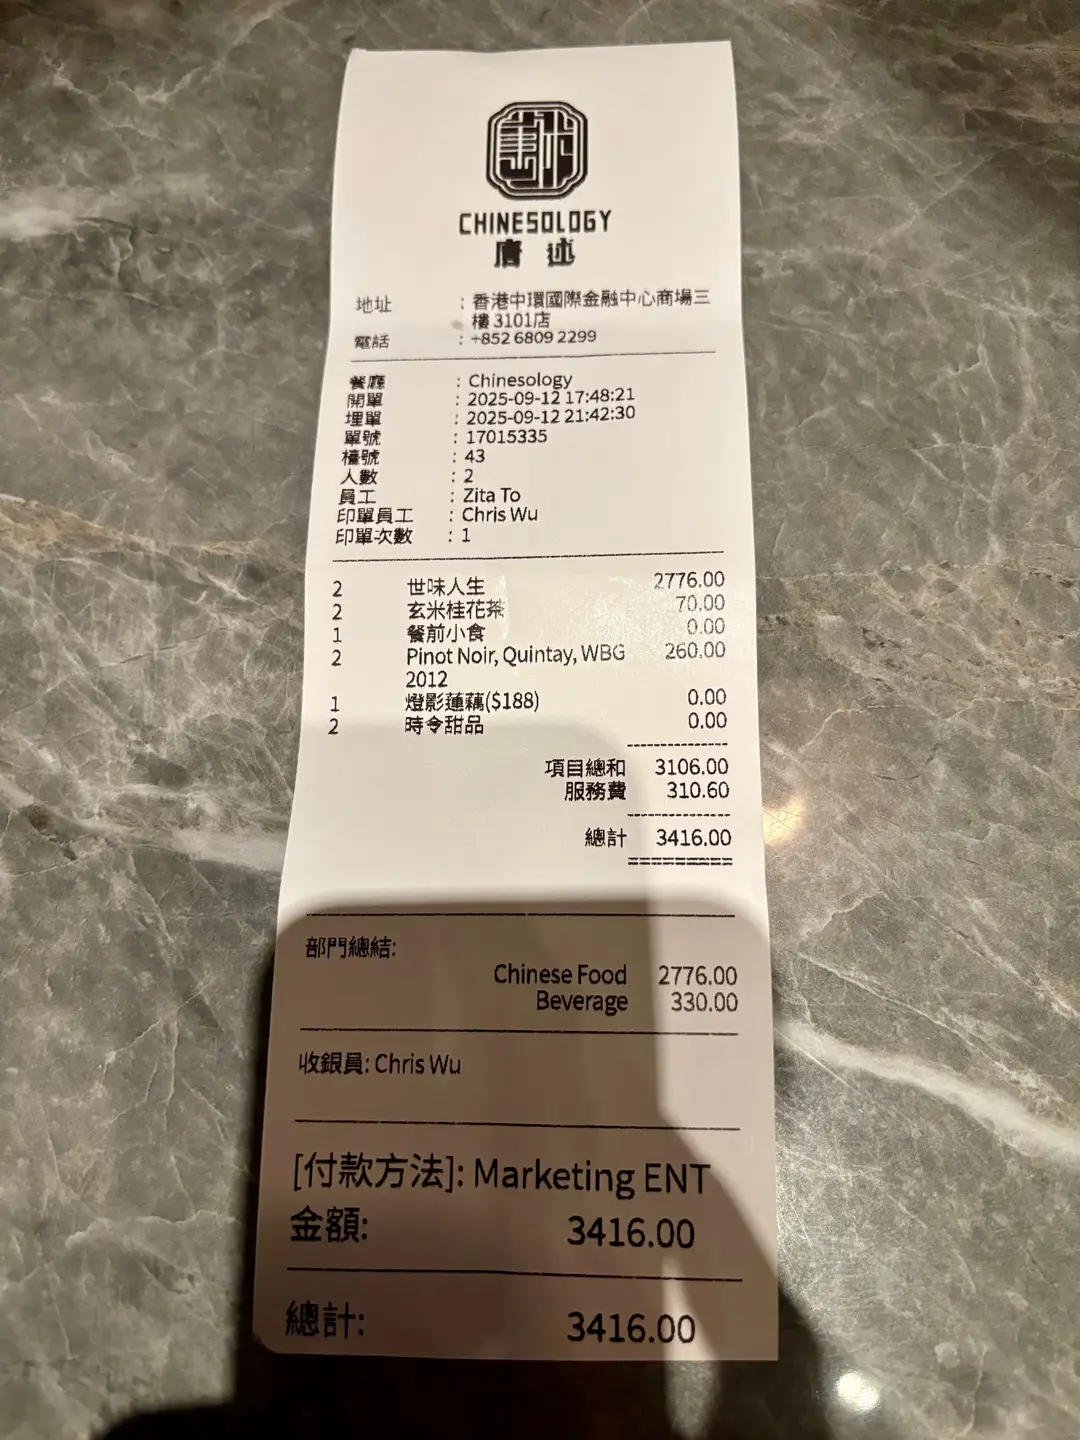 CHINESOLOGY
唐述
地址 : 香港中環國際金融中心商場三
樓 3101店
電話 : +852 6809 2299
餐廳 : Chinesology
開單 : 2025-09-12 17:48:21
埋單 : 2025-09-12 21:42:30
單號 : 17015335
檯號 : 43
人數 : 2
員工 : Zita To
印單員工 : Chris Wu
印單次數 : 1
2 世味人生 2776.00
2 玄米桂花茶 70.00
1 餐前小食 0.00
2 Pinot Noir, Quintay, WBG 260.00
2012
1 燈影蓮藕($188) 0.00
2 時令甜品 0.00
項目總和 3106.00
服務費 310.60
總計 3416.00
部門總結:
Chinese Food 2776.00
Beverage 330.00
收銀員: Chris Wu
[付款方法]: Marketing ENT
金額: 3416.00
總計: 3416.00